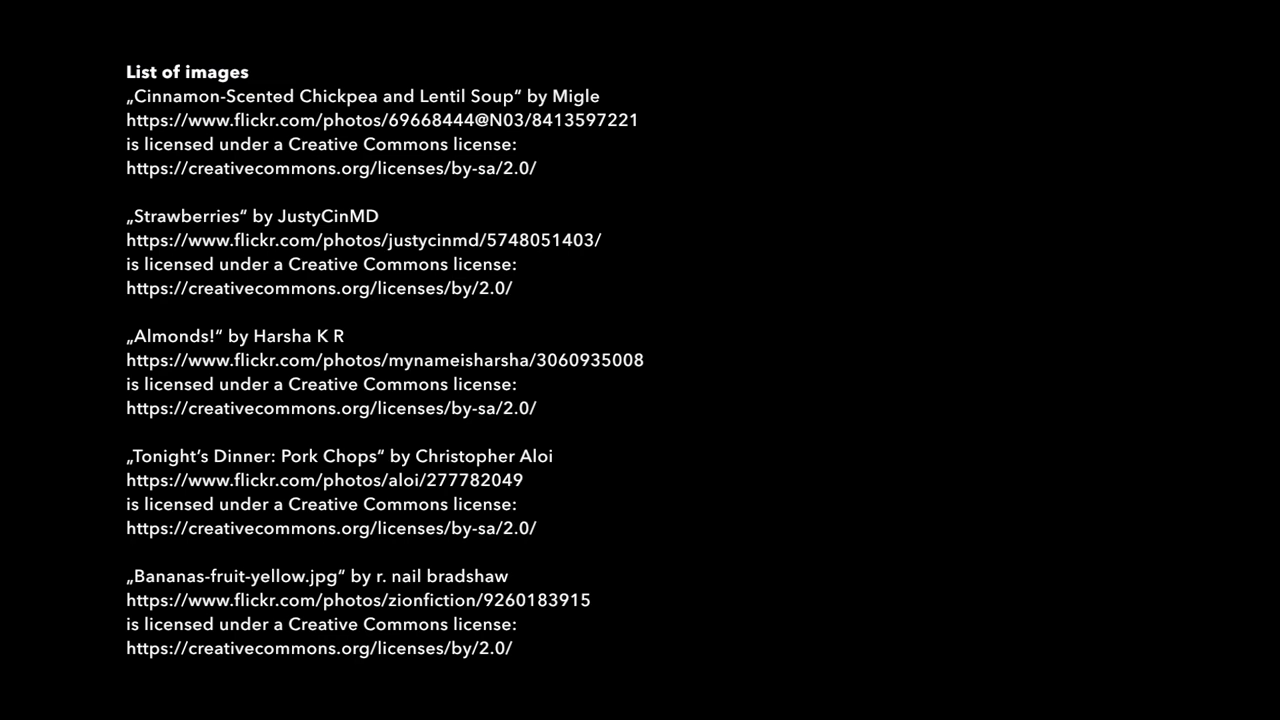 List of images
„Cinnamon-Scented Chickpea and Lentil Soup“ by Migle
https://www.flickr.com/photos/69668444@N03/8413597221
is licensed under a Creative Commons license:
https://creativecommons.org/licenses/by-sa/2.0/
„Strawberries“ by JustyCinMD
https://www.flickr.com/photos/justycinmd/5748051403/
is licensed under a Creative Commons license:
https://creativecommons.org/licenses/by/2.0/
„Almonds!“ by Harsha K R
https://www.flickr.com/photos/mynameisharsha/3060935008
is licensed under a Creative Commons license:
https://creativecommons.org/licenses/by-sa/2.0/
„Tonight‘s Dinner: Pork Chops“ by Christopher Aloi
https://www.flickr.com/photos/aloi/277782049
is licensed under a Creative Commons license:
https://creativecommons.org/licenses/by-sa/2.0/
„Bananas-fruit-yellow.jpg“ by r. nail bradshaw
https://www.flickr.com/photos/zionfiction/9260183915
is licensed under a Creative Commons license:
https://creativecommons.org/licenses/by/2.0/